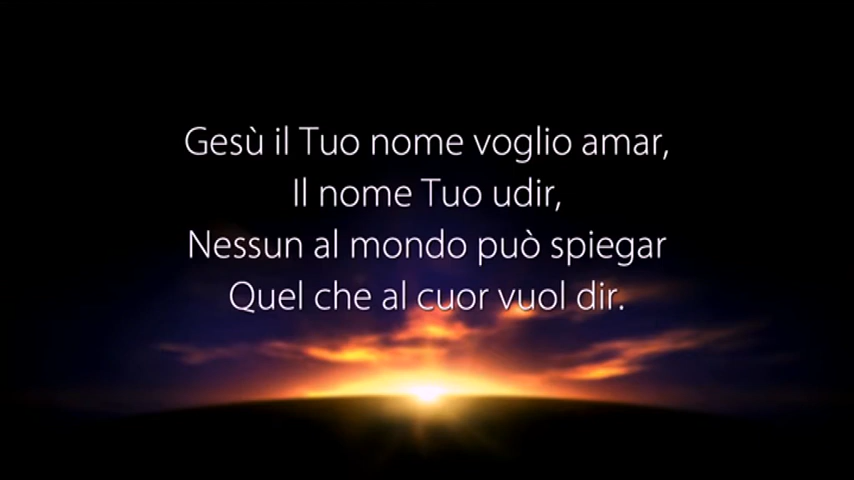 Gesù il Tuo nome voglio amar,
Il nome Tuo udir,
Nessun al mondo può spiegar
Quel che al cuor vuol dir.